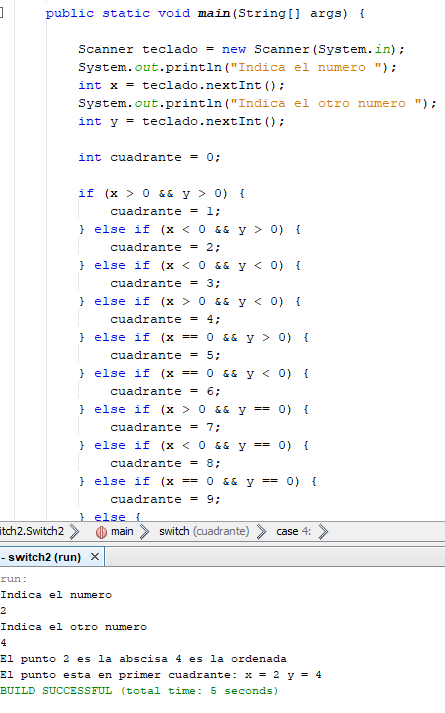 public static void main(String[] args) {
Scanner teclado = new Scanner(System.in);
System.out.println("Indica el numero ");
int x = teclado.nextInt();
System.out.println("Indica el otro numero ");
int y = teclado.nextInt();
int cuadrante = 0;
if (x > 0 && y > 0) {
cuadrante = 1;
} else if (x < 0 && y > 0) {
cuadrante = 2;
} else if (x < 0 && y < 0) {
cuadrante = 3;
} else if (x > 0 && y < 0) {
cuadrante = 4;
} else if (x == 0 && y > 0) {
cuadrante = 5;
} else if (x == 0 && y < 0) {
cuadrante = 6;
} else if (x > 0 && y == 0) {
cuadrante = 7;
} else if (x < 0 && y == 0) {
cuadrante = 8;
} else if (x == 0 && y == 0) {
cuadrante = 9;
} else {
itch2.Switch2 main switch (cuadrante) case 4:
- switch2 (run) ×
run:
Indica el numero
2
Indica el otro numero
4
El punto 2 es la abscisa 4 es la ordenada
El punto esta en primer cuadrante: x = 2 y = 4
BUILD SUCCESSFUL (total time: 5 seconds)